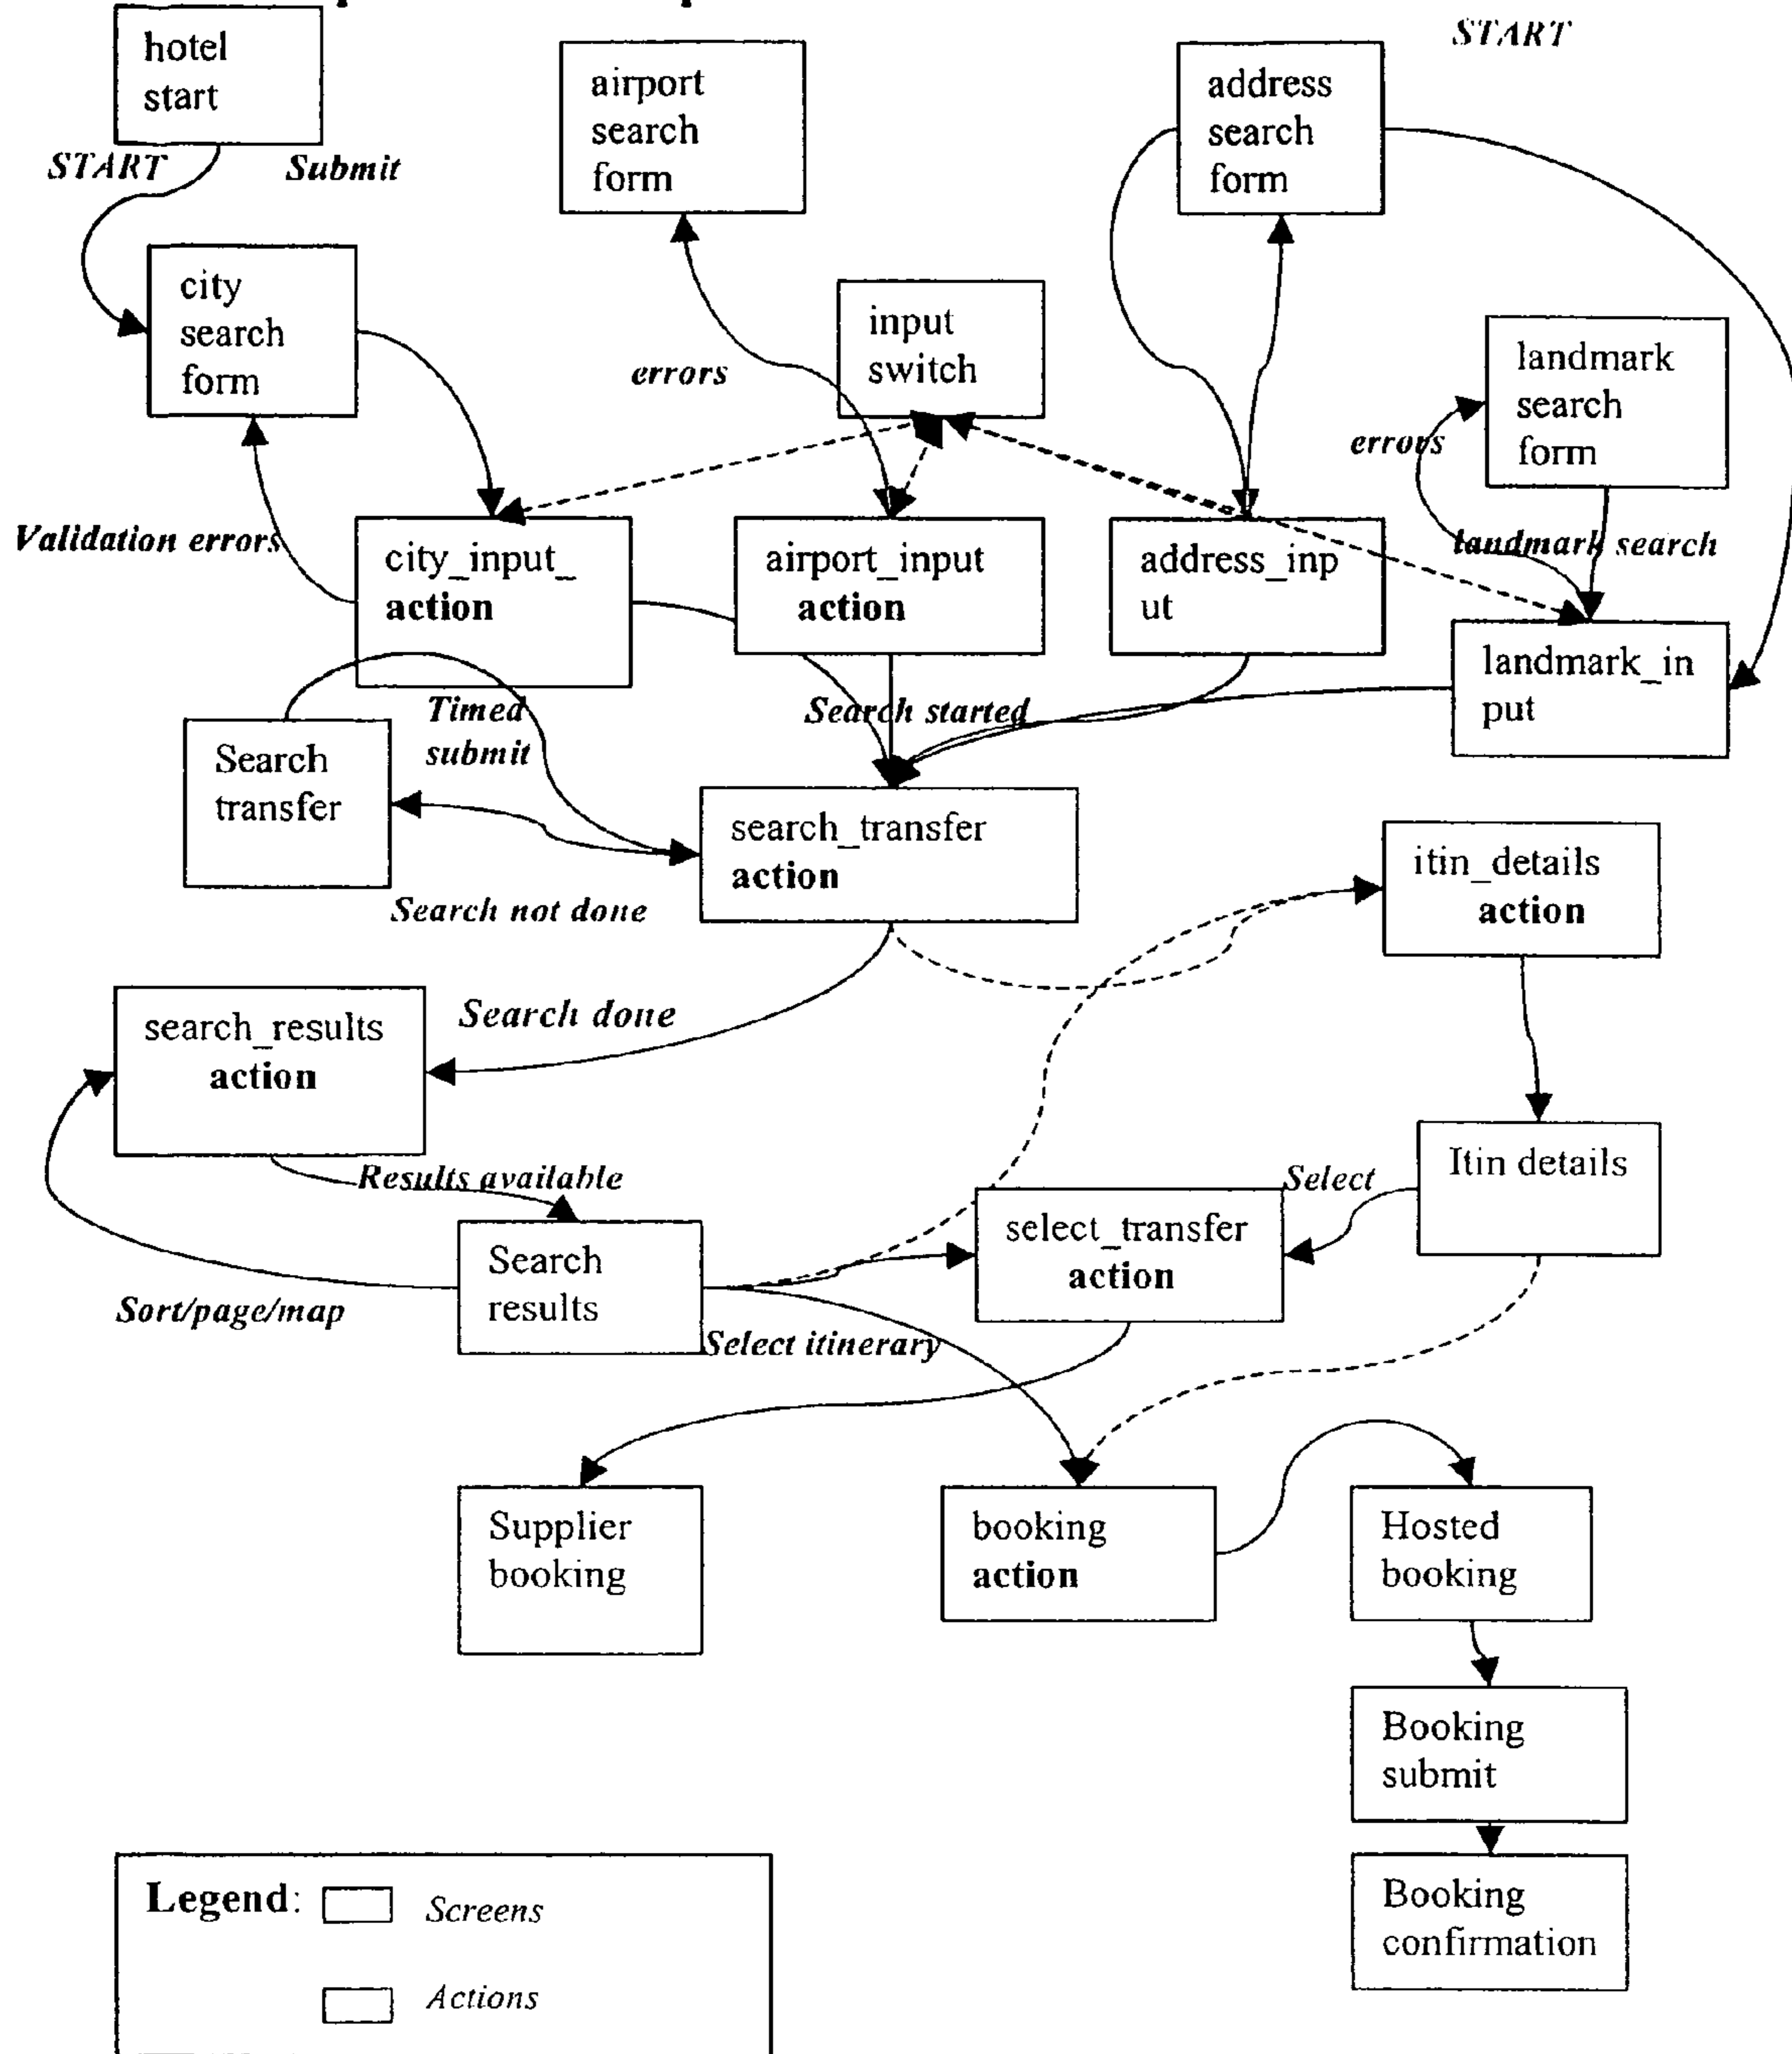 hotel
start
START
Submit
airport
search
form
address
search
form
START
city
search
form
errors
input
switch
landmark
search
form
errors
Validation errors
landmark search
city_input_
action
airport_input
action
address_inp
ut
landmark_in
put
Timed
submit
Search started
Search
transfer
search_transfer
action
itin_details
action
Search not done
search_results
action
Search done
Results available
Itin details
Select
select_transfer
action
Search
results
Sort/page/map
Select itinerary
Supplier
booking
booking
action
Hosted
booking
Booking
submit
Booking
confirmation
Legend:
Screens
Actions